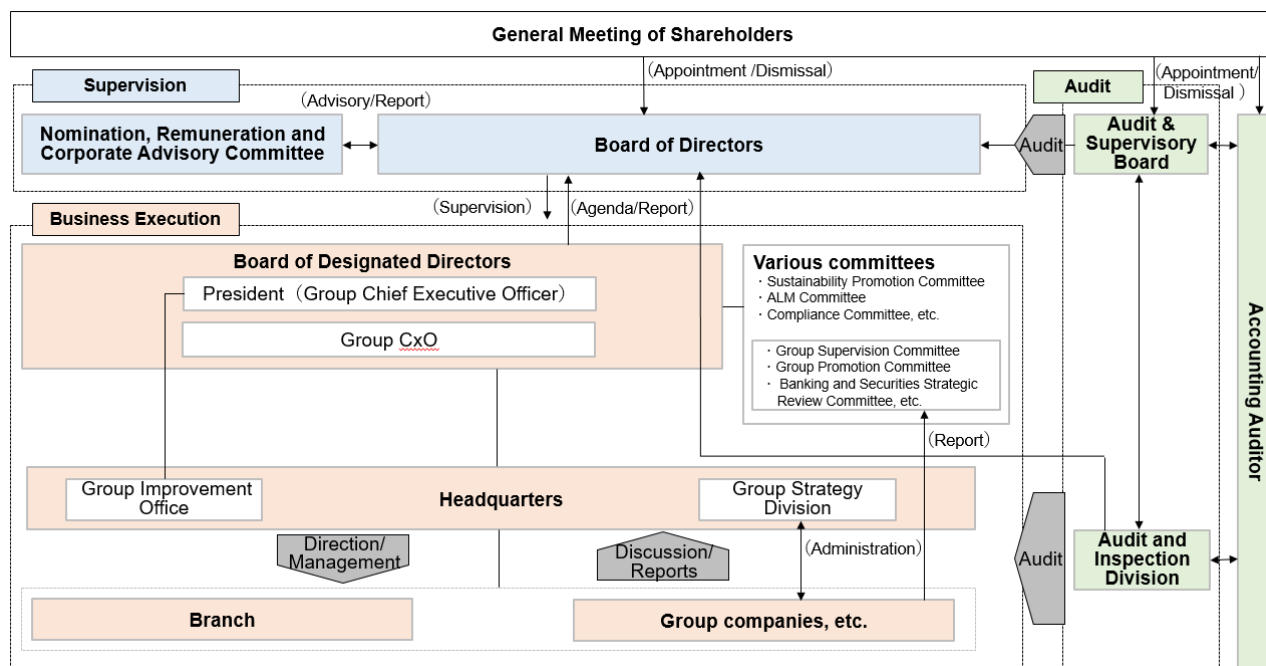 General Meeting of Shareholders
(Appointment /Dismissal)
(Appointment/
Dismissal )
Supervision
Audit
(Advisory/Report)
Nomination, Remuneration and
Corporate Advisory Committee
Board of Directors
Audit
Audit &
Supervisory
Board
(Supervision)
(Agenda/Report)
Business Execution
Board of Designated Directors
President（Group Chief Executive Officer）
Group CxO
Various committees
・Sustainability Promotion Committee
・ALM Committee
・Compliance Committee, etc.
・Group Supervision Committee
・Group Promotion Committee
・ Banking and Securities Strategic
Review Committee, etc.
Accounting Auditor
(Report)
Group Improvement
Office
Headquarters
Group Strategy
Division
Direction/
Management
Discussion/
Reports
(Administration)
Audit
Audit and
Inspection
Division
Branch
Group companies, etc.